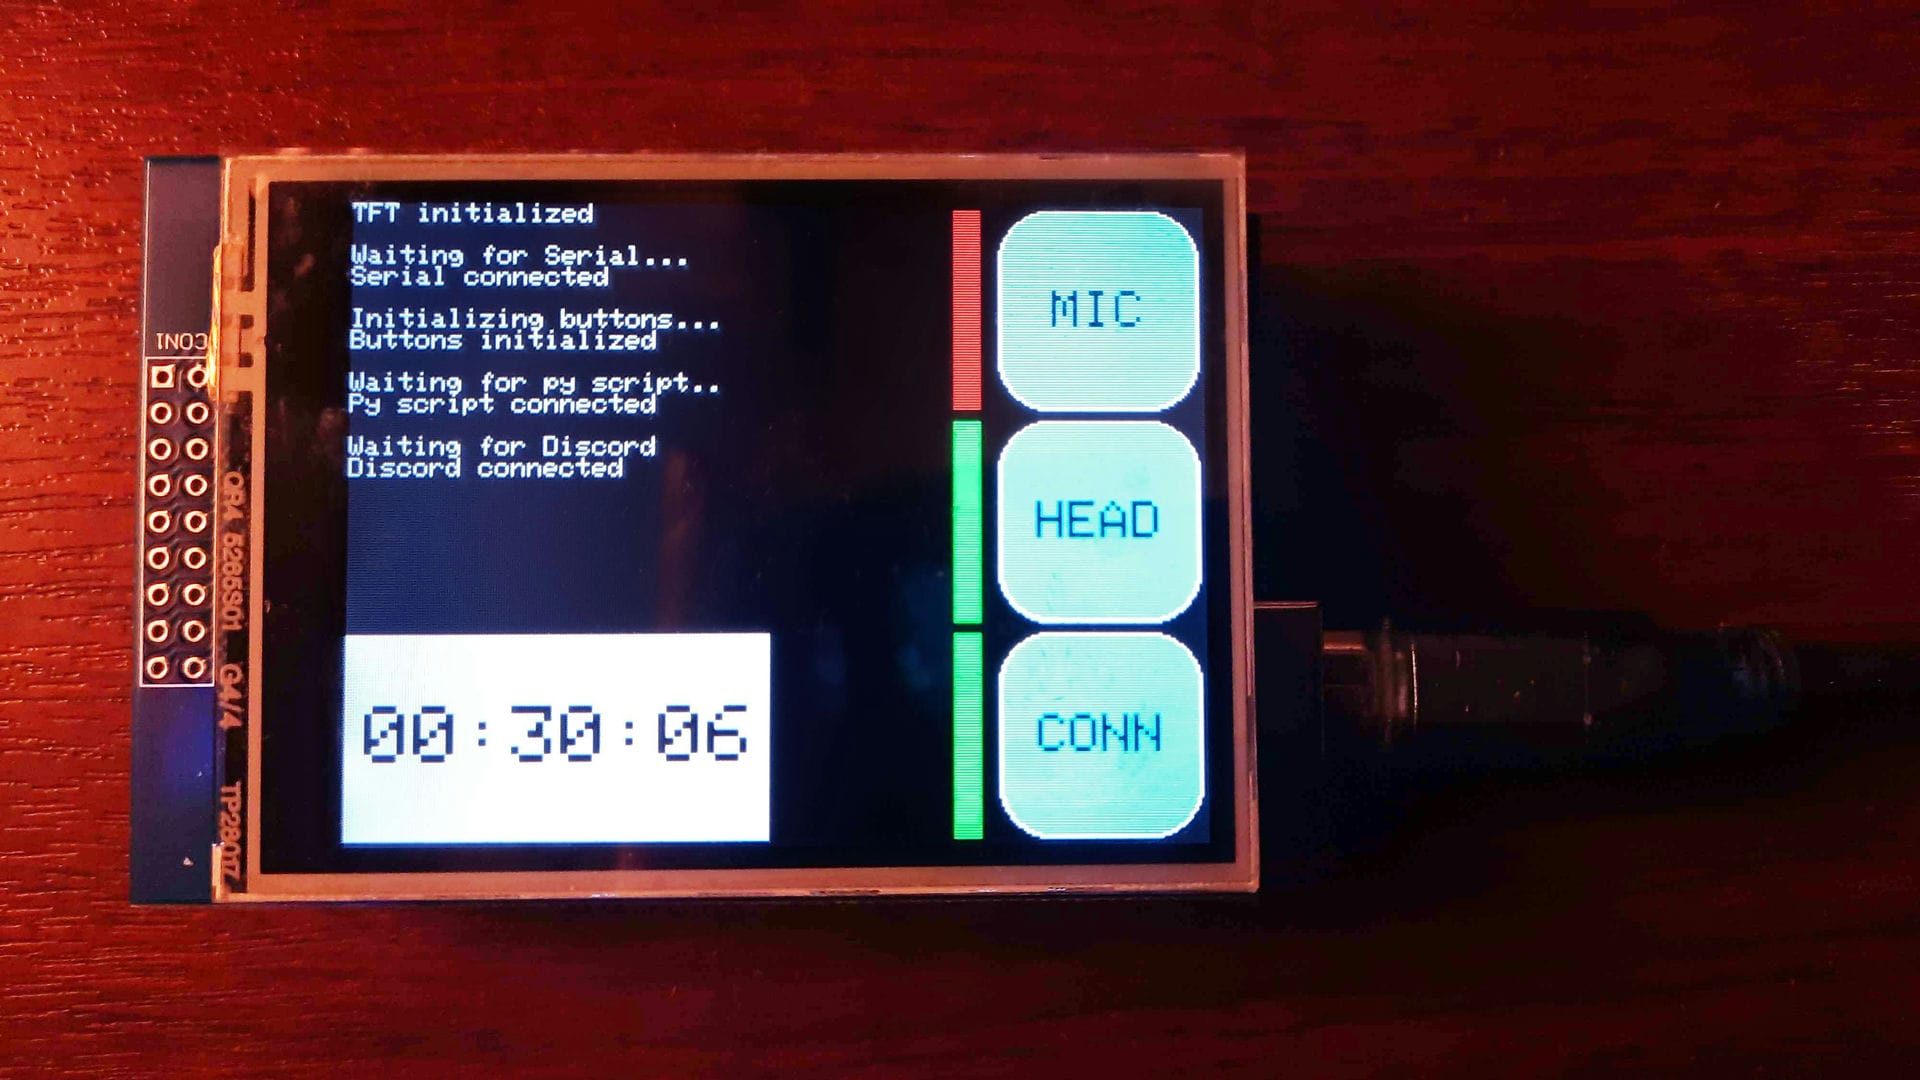 TFT initialized
Waiting for Serial...
Serial connected
Initializing buttons...
Buttons initialized
Waiting for py script..
Py script connected
Waiting for Discord
Discord connected
00:30:06
MIC
HEAD
CONN
CON1